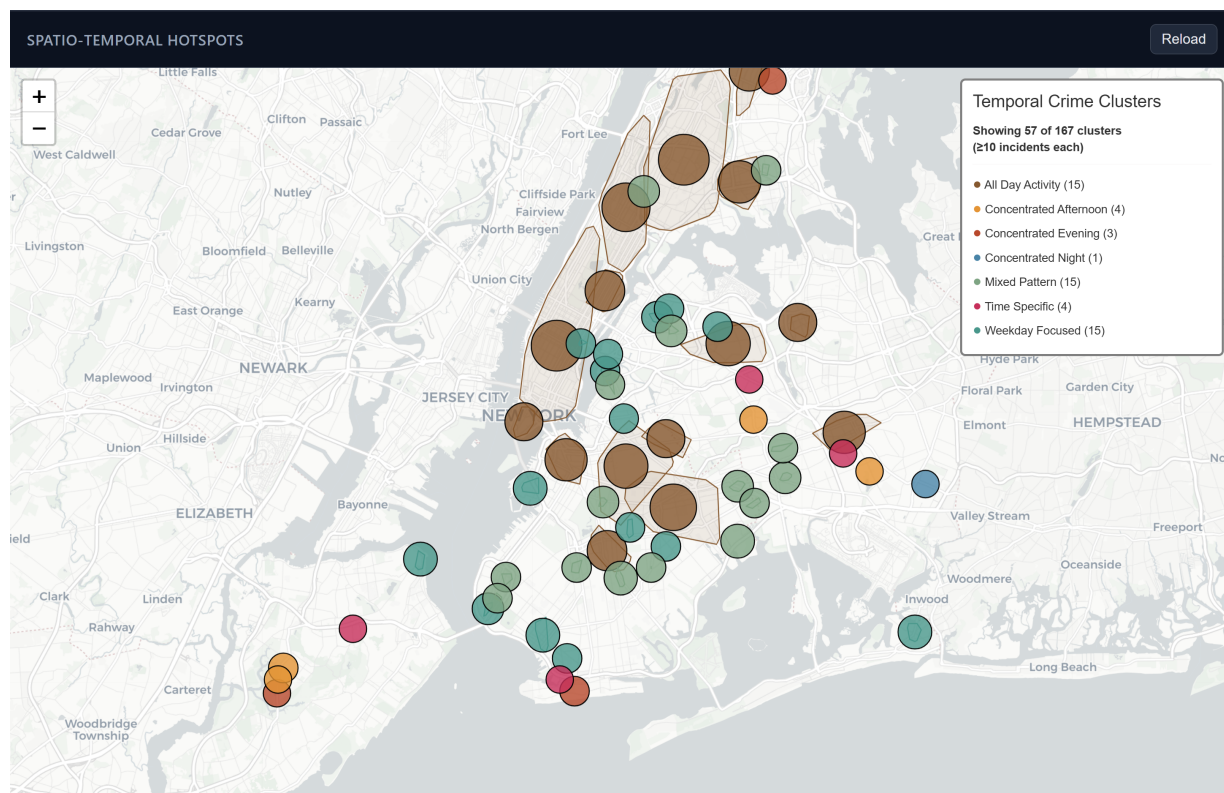 SPATIO-TEMPORAL HOTSPOTS
Reload
+
−
Little Falls
Cedar Grove
Clifton
Passaic
West Caldwell
Fort Lee
Nutley
Cliffside Park
Fairview
North Bergen
Livingston
Bloomfield
Belleville
Union City
Kearny
East Orange
NEWARK
Maplewood
Irvington
JERSEY CITY
NEW YORK
Union
Hillside
Bayonne
ELIZABETH
Clark
Linden
Rahway
Carteret
Woodbridge
Township
Temporal Crime Clusters
Showing 57 of 167 clusters
(≥10 incidents each)
All Day Activity (15)
Concentrated Afternoon (4)
Concentrated Evening (3)
Concentrated Night (1)
Mixed Pattern (15)
Time Specific (4)
Weekday Focused (15)
Great
Hyde Park
Floral Park
Garden City
Elmont
HEMPSTEAD
Valley Stream
Freeport
Oceanside
Woodmere
Inwood
Long Beach